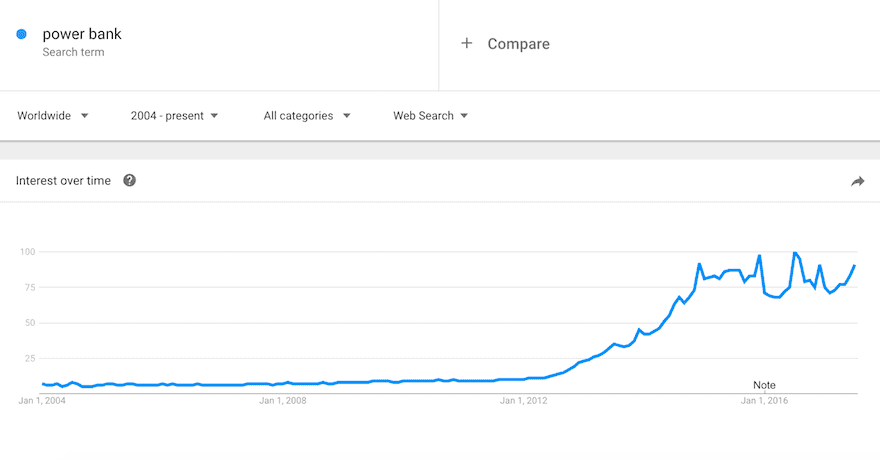 power bank
Search term
+ Compare
Worldwide
2004 - present
All categories
Web Search
Interest over time ?
100
75
50
25
Note
Jan 1, 2004
Jan 1, 2008
Jan 1, 2012
Jan 1, 2016